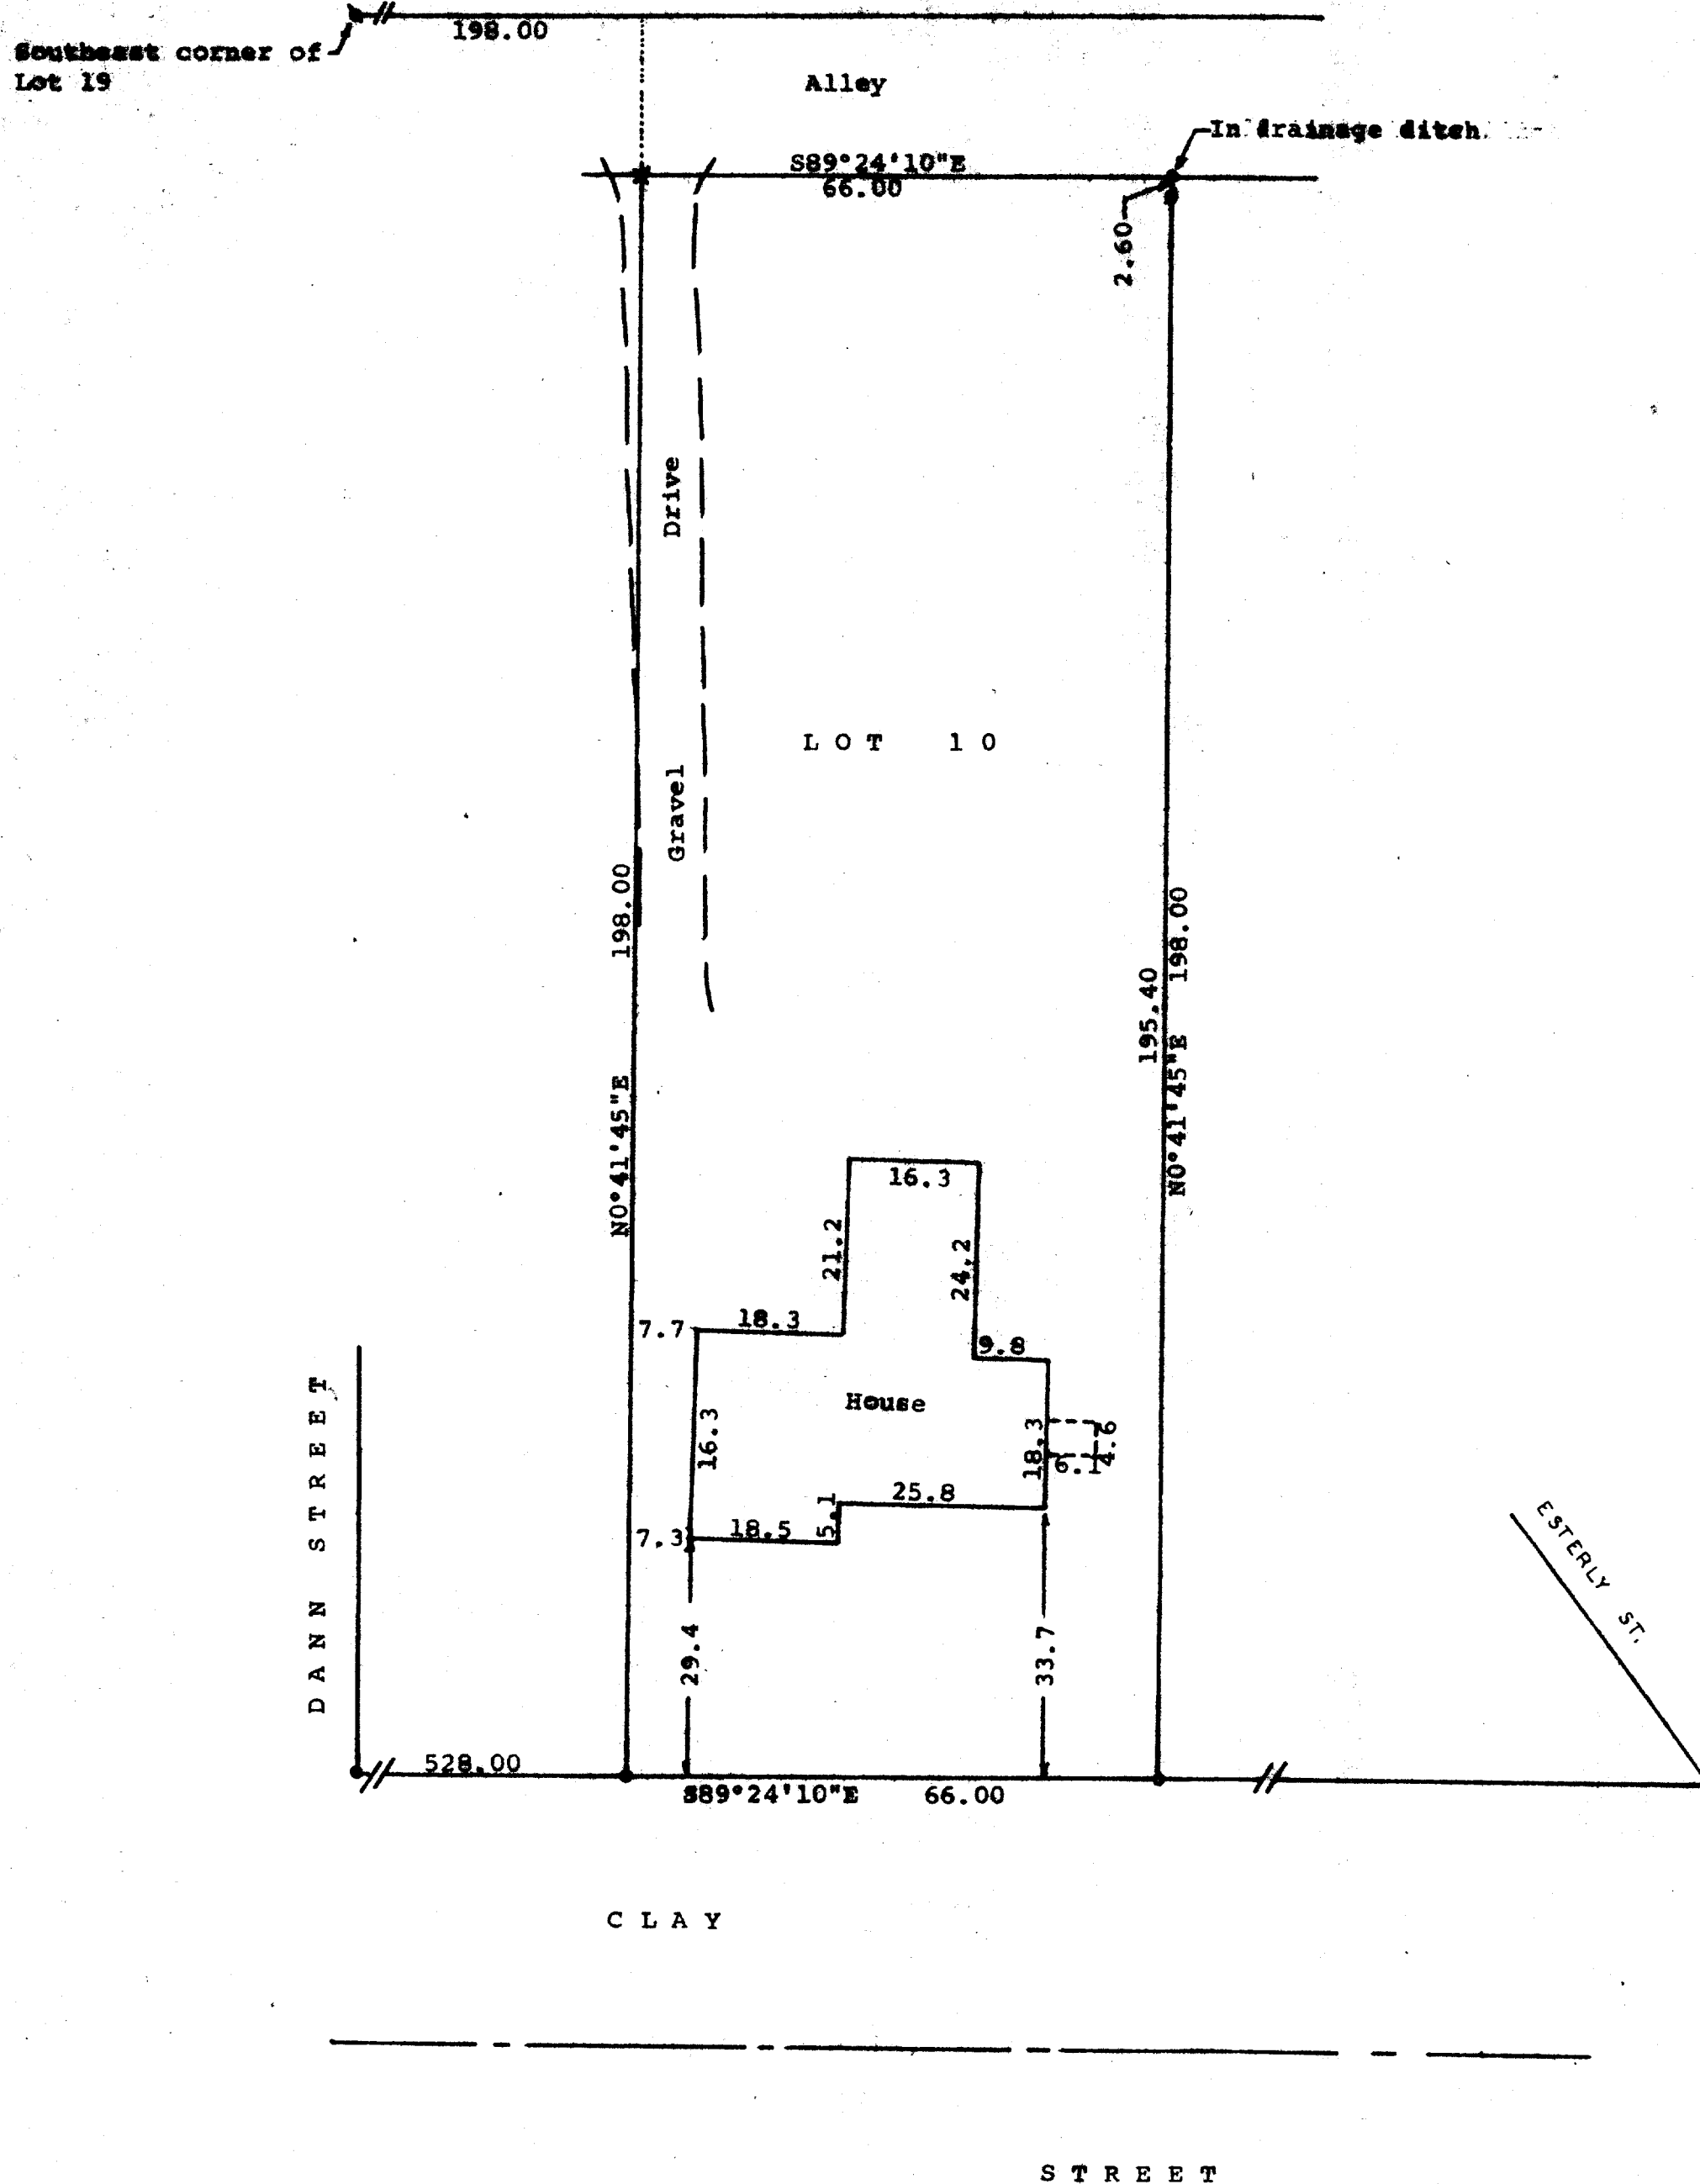 198.00
Southeast corner of
Lot 19
Alley
In drainage ditch
S89°24'10"E
66.00
2.60
Drive
LOT 10
Gravel
198.00
N0°41'45"E
195.40
N0°41'45"E 198.00
16.3
21.2
24.2
7.7
18.3
9.8
House
16.3
18.3
6.1
4.6
25.8
5.1
7.3
18.5
DANN STREET
ESTERLY ST.
29.4
33.7
528.00
S89°24'10"E 66.00
CLAY
STREET